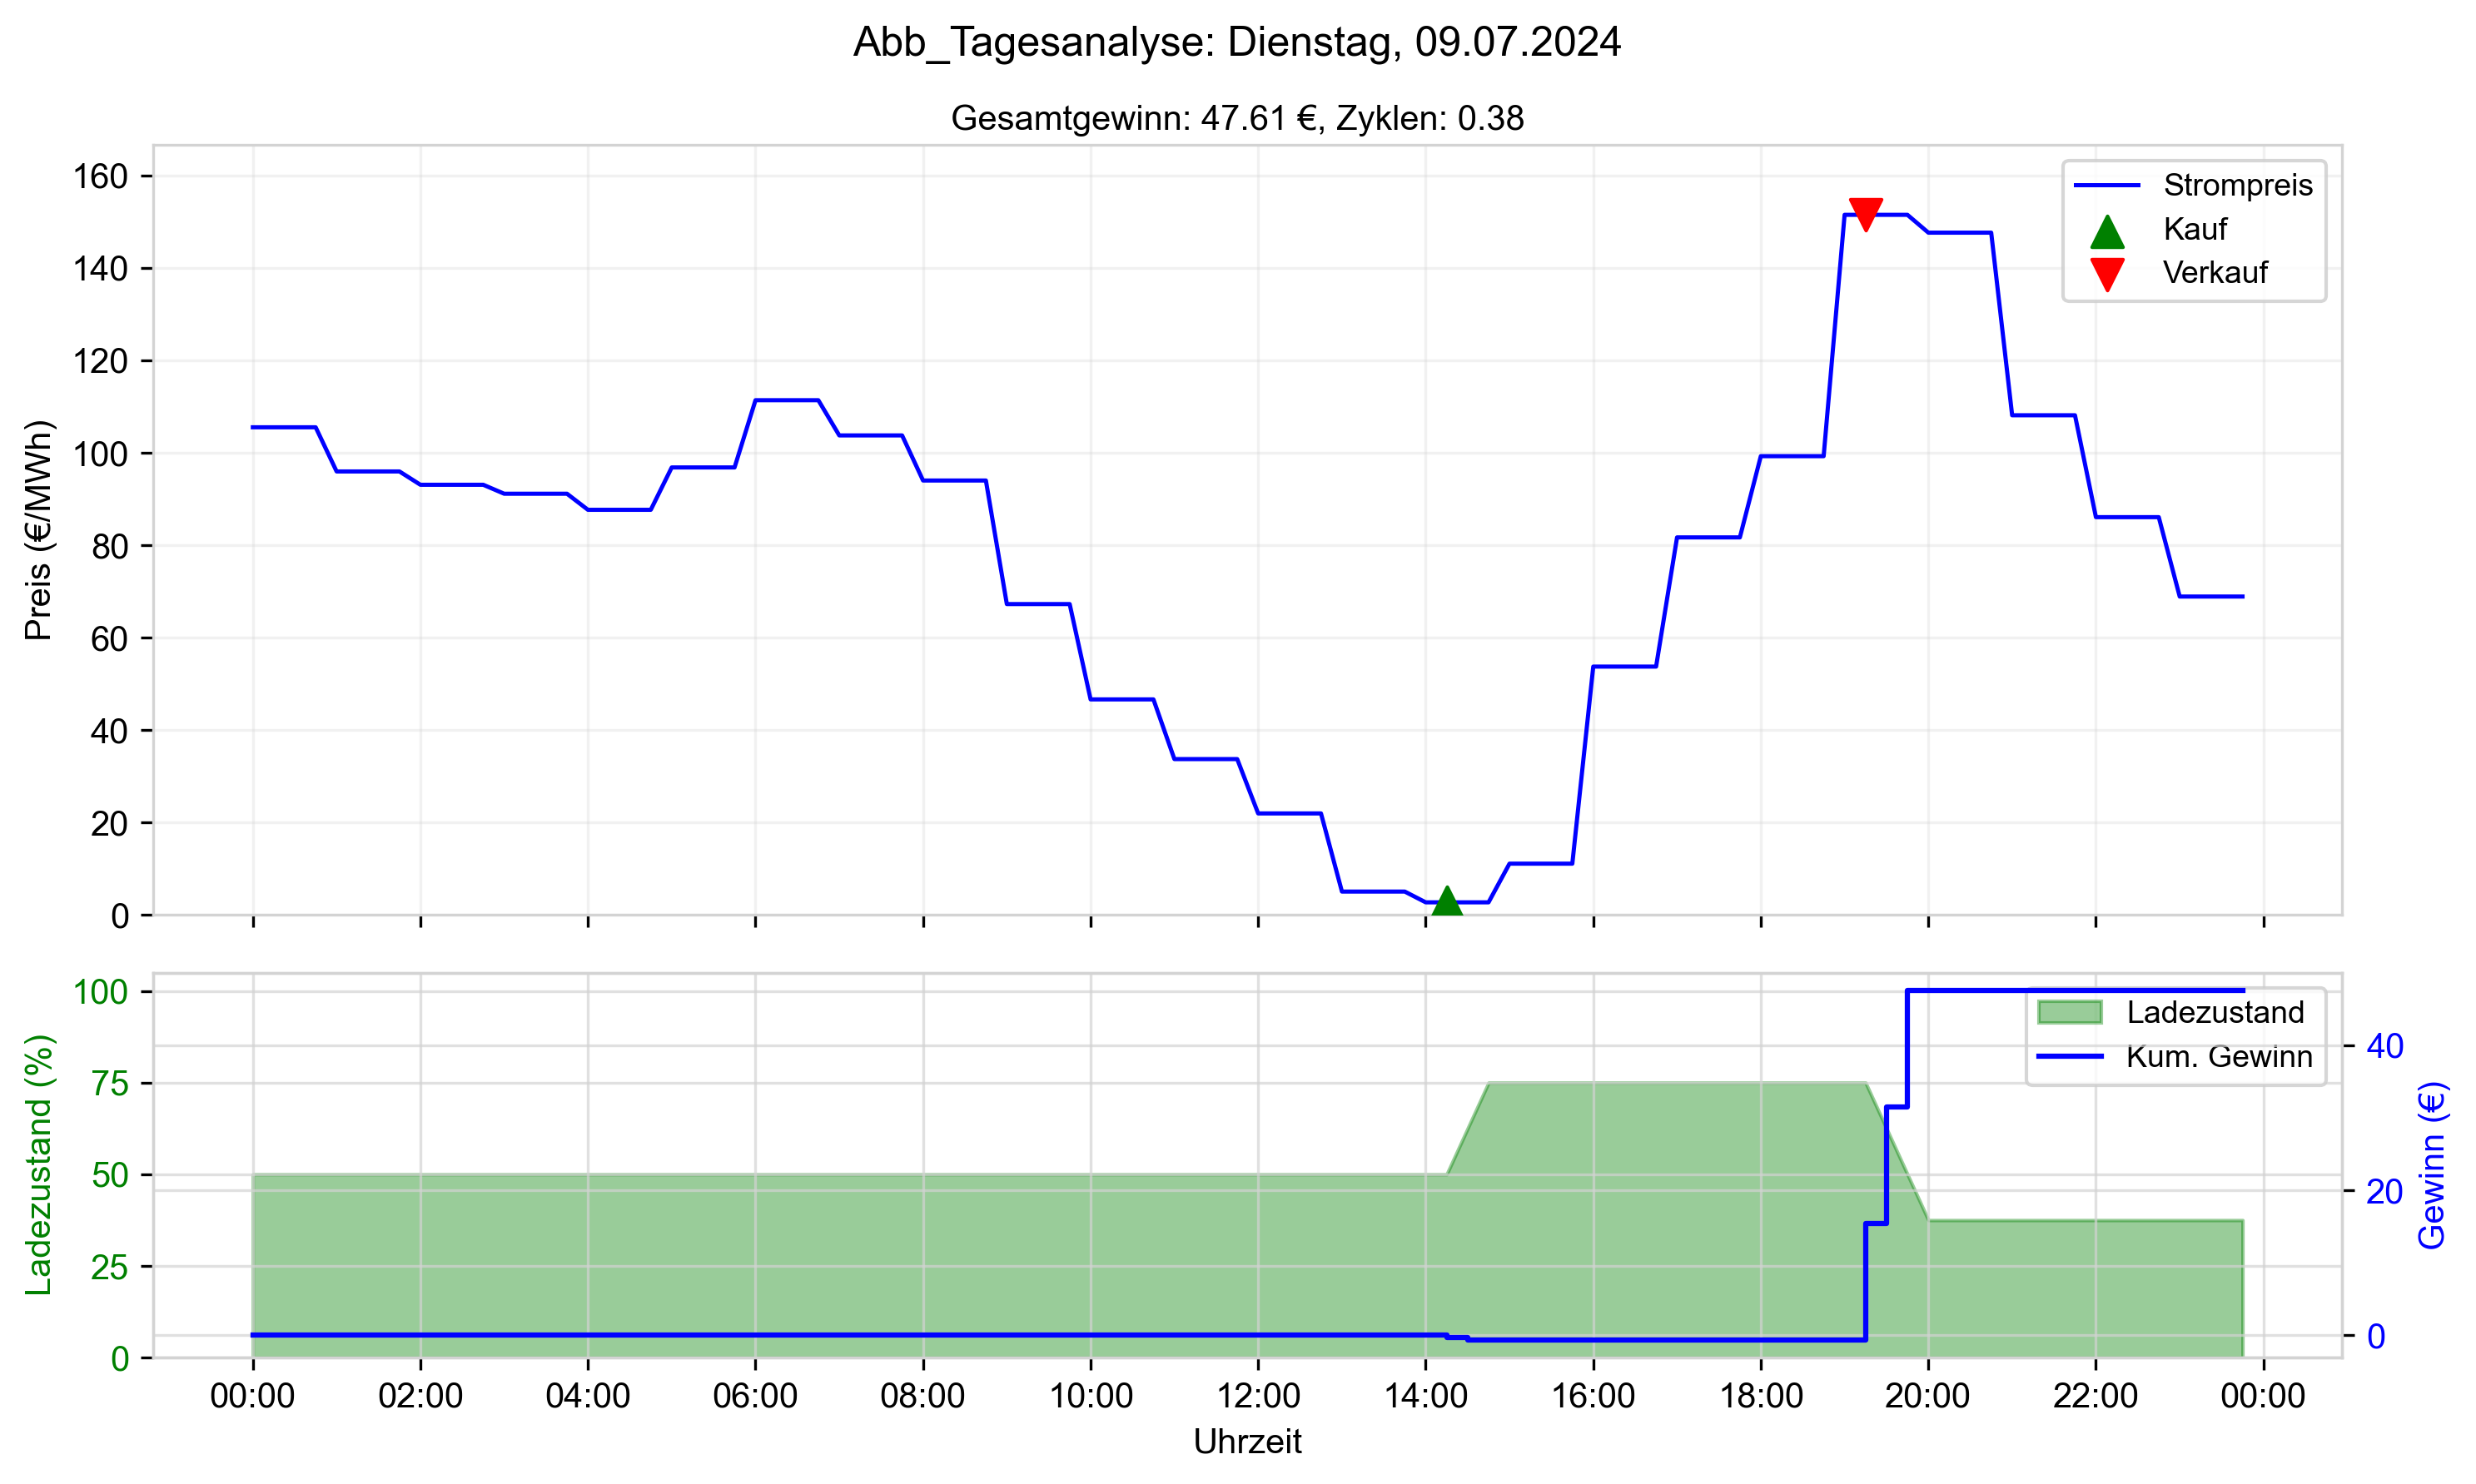 Abb_Tagesanalyse: Dienstag, 09.07.2024
Gesamtgewinn: 47.61 €, Zyklen: 0.38
Preis (€/MWh)
160
140
120
100
80
60
40
20
0
Strompreis
Kauf
Verkauf
Ladezustand (%)
100
75
50
25
0
Ladezustand
Kum. Gewinn
40
20
0
Gewinn (€)
00:00 02:00 04:00 06:00 08:00 10:00 12:00 14:00 16:00 18:00 20:00 22:00 00:00
Uhrzeit